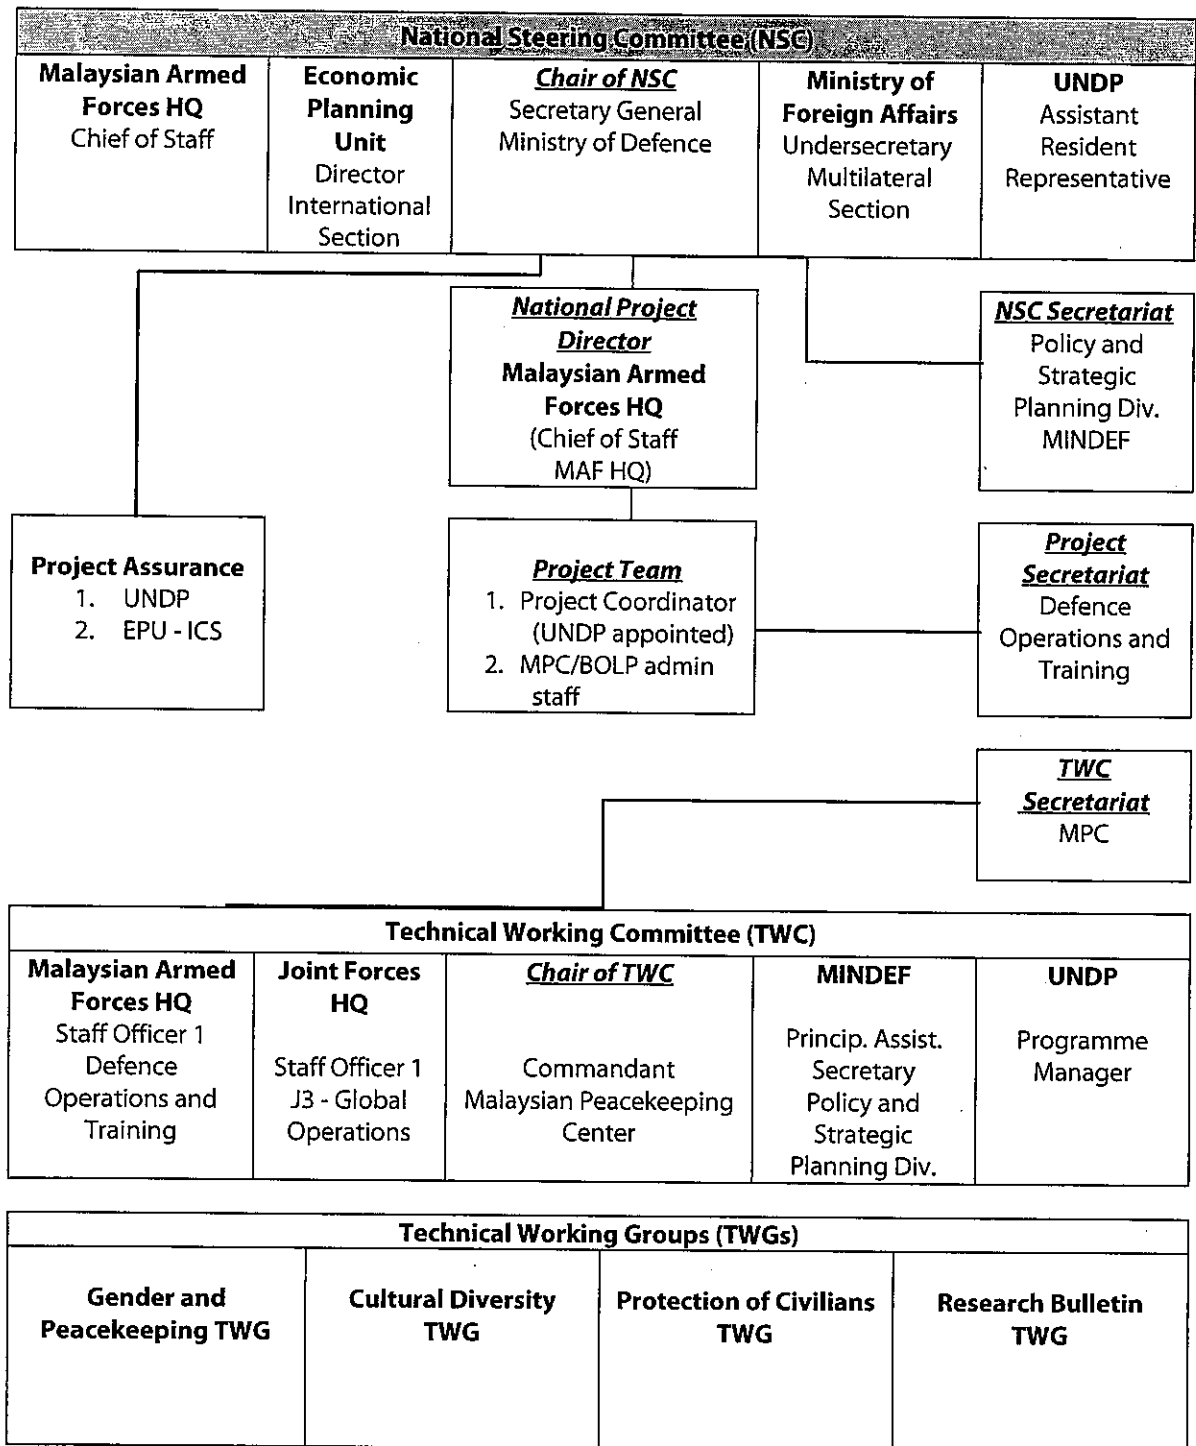 National Steering Committee (NSC)
Malaysian Armed
Forces HQ
Chief of Staff
Economic
Planning
Unit
Director
International
Section
Chair of NSC
Secretary General
Ministry of Defence
Ministry of
Foreign Affairs
Undersecretary
Multilateral
Section
UNDP
Assistant
Resident
Representative
National Project
Director
Malaysian Armed
Forces HQ
(Chief of Staff
MAF HQ)
NSC Secretariat
Policy and
Strategic
Planning Div.
MINDEF
Project Assurance
1. UNDP
2. EPU - ICS
Project Team
1. Project Coordinator
(UNDP appointed)
2. MPC/BOLP admin
staff
Project
Secretariat
Defence
Operations and
Training
TWC
Secretariat
MPC
Technical Working Committee (TWC)
Malaysian Armed
Forces HQ
Staff Officer 1
Defence
Operations and
Training
Joint Forces
HQ
Staff Officer 1
J3 - Global
Operations
Chair of TWC
Commandant
Malaysian Peacekeeping
Center
MINDEF
Princip. Assist.
Secretary
Policy and
Strategic
Planning Div.
UNDP
Programme
Manager
Technical Working Groups (TWGs)
Gender and
Peacekeeping TWG
Cultural Diversity
TWG
Protection of Civilians
TWG
Research Bulletin
TWG